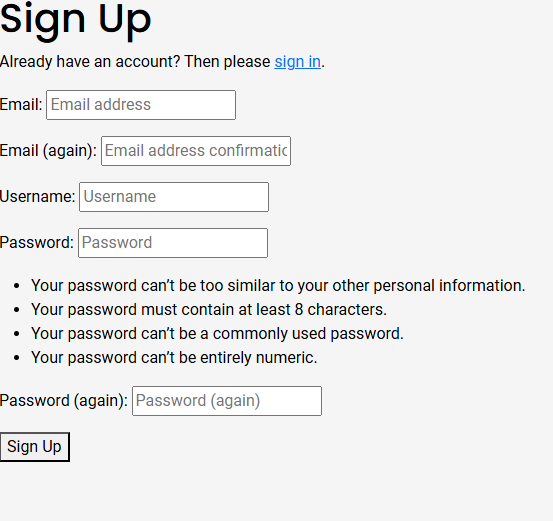 Sign Up
Already have an account? Then please sign in.
Email: Email address
Email (again): Email address confirmatic
Username: Username
Password: Password
• Your password can’t be too similar to your other personal information.
• Your password must contain at least 8 characters.
• Your password can’t be a commonly used password.
• Your password can’t be entirely numeric.
Password (again): Password (again)
Sign Up